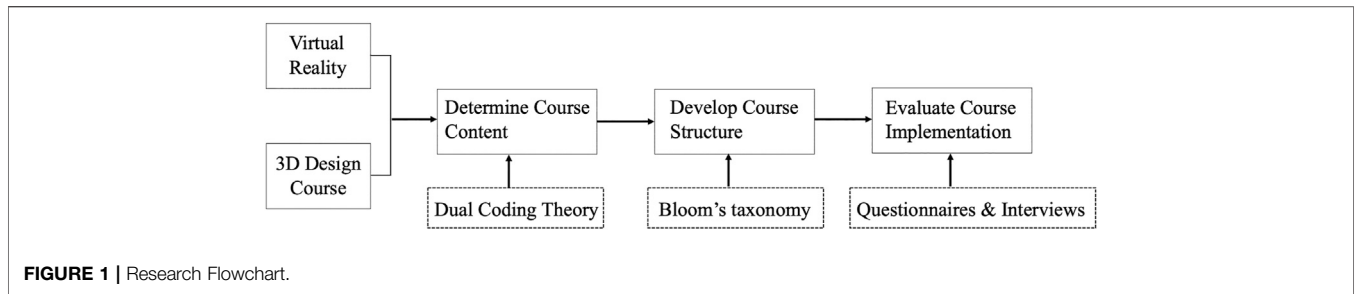 Virtual
Reality
3D Design
Course
Determine Course
Content
Develop Course
Structure
Evaluate Course
Implementation
Dual Coding Theory
Bloom’s taxonomy
Questionnaires & Interviews
FIGURE 1 | Research Flowchart.